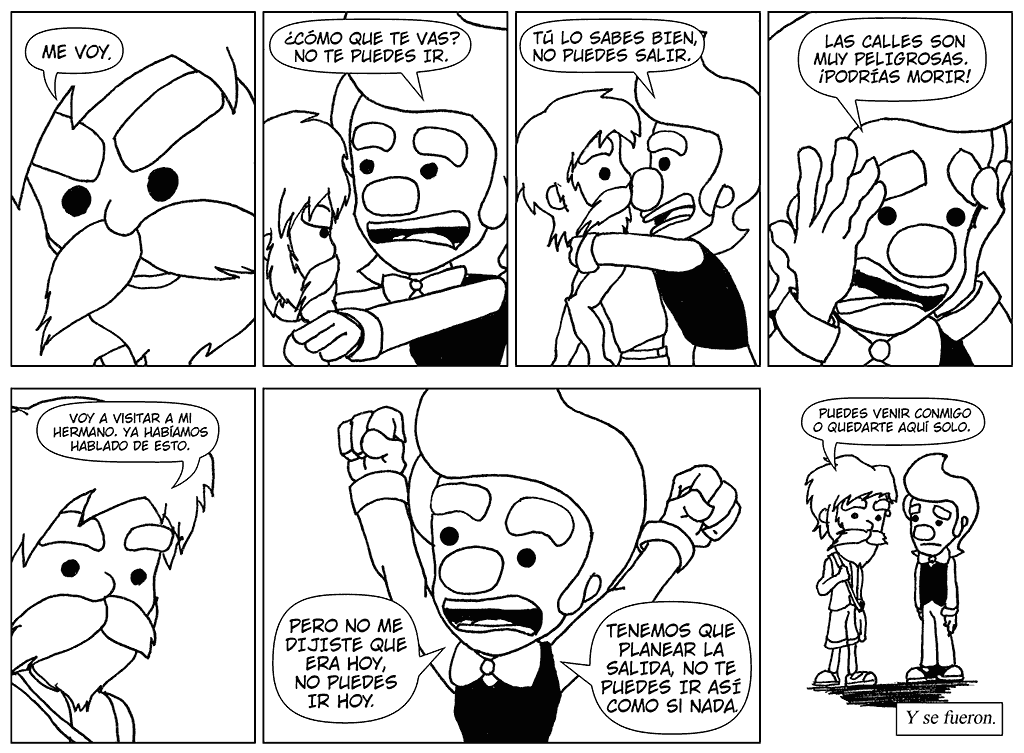 ME VOY.
¿CÓMO QUE TE VAS?
NO TE PUEDES IR.
TÚ LO SABES BIEN,
NO PUEDES SALIR.
LAS CALLES SON
MUY PELIGROSAS.
¡PODRÍAS MORIR!
VOY A VISITAR A MI
HERMANO. YA HABÍAMOS
HABLADO DE ESTO.
PERO NO ME
DIJISTE QUE
ERA HOY,
NO PUEDES
IR HOY.
TENEMOS QUE
PLANEAR LA
SALIDA, NO TE
PUEDES IR ASÍ
COMO SI NADA.
PUEDES VENIR CONMIGO
O QUEDARTE AQUÍ SOLO.
Y se fueron.